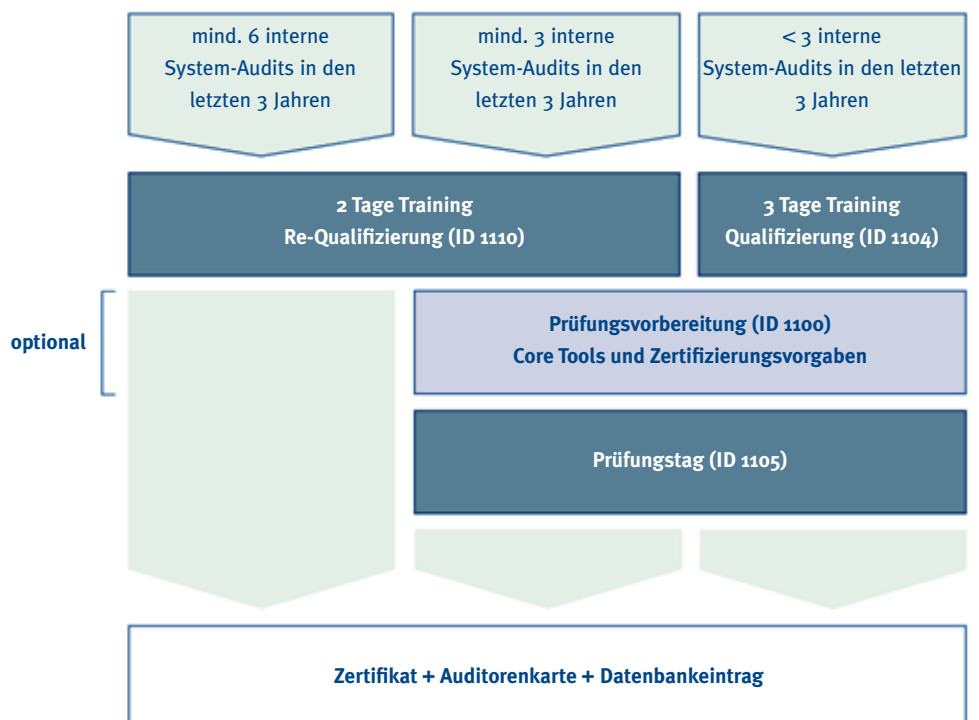 mind. 6 interne
System-Audits in den
letzten 3 Jahren
mind. 3 interne
System-Audits in den
letzten 3 Jahren
< 3 interne
System-Audits in den letzten
3 Jahren
2 Tage Training
Re-Qualifizierung (ID 1110)
3 Tage Training
Qualifizierung (ID 1104)
optional
Prüfungsvorbereitung (ID 1100)
Core Tools und Zertifizierungsvorgaben
Prüfungstag (ID 1105)
Zertifikat + Auditorenkarte + Datenbankeintrag